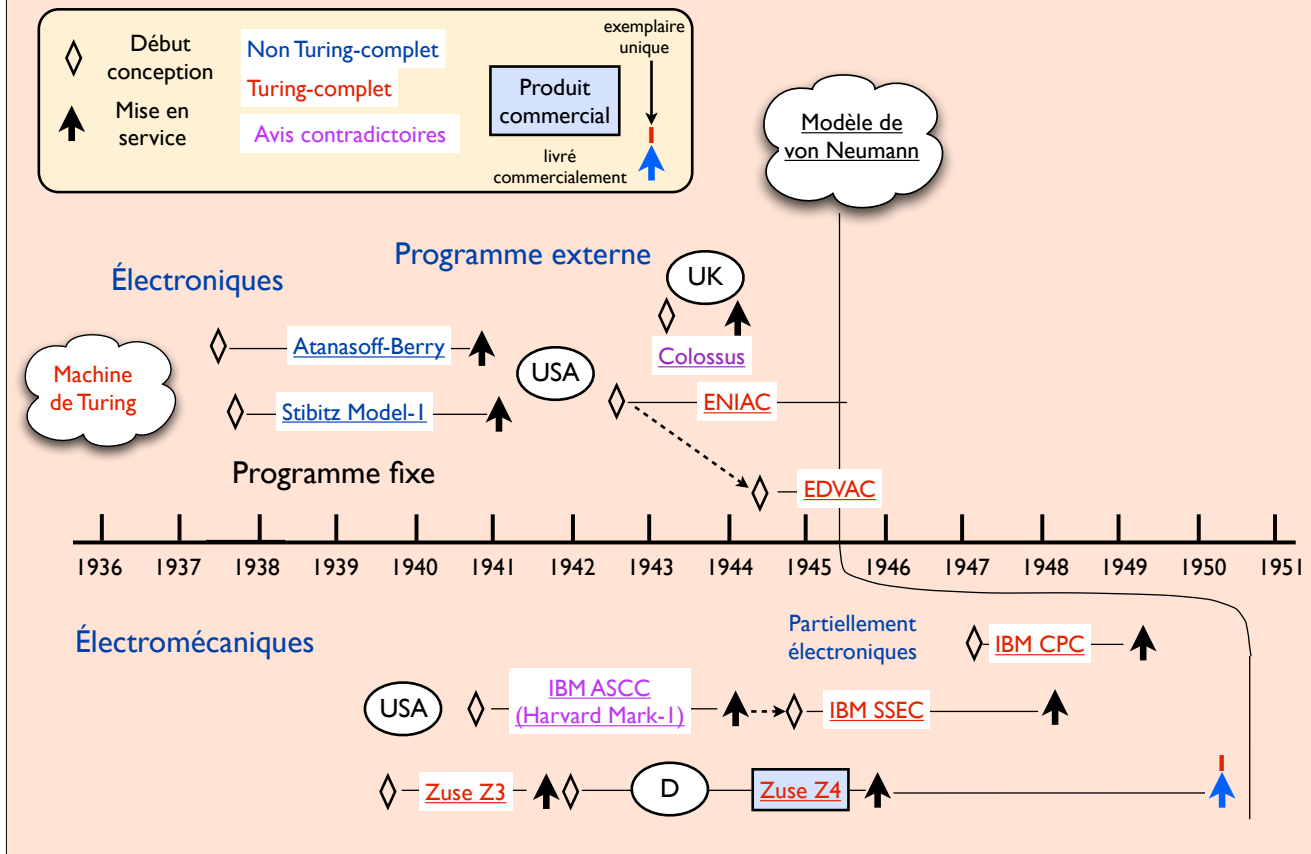 Début
conception
Mise en
service
Non Turing-complet
Turing-complet
Avis contradictoires
Produit
commercial
exemplaire
unique
livré
commercialement
Modèle de
von Neumann
Programme externe
Électroniques
UK
Atanasoff-Berry
Colossus
Machine
de Turing
USA
Stibitz Model-1
ENIAC
Programme fixe
EDVAC
1936 1937 1938 1939 1940 1941 1942 1943 1944 1945 1946 1947 1948 1949 1950 1951
Électromécaniques
Partiellement
électroniques
IBM CPC
USA
IBM ASCC
(Harvard Mark-1)
IBM SSEC
Zuse Z3
D
Zuse Z4